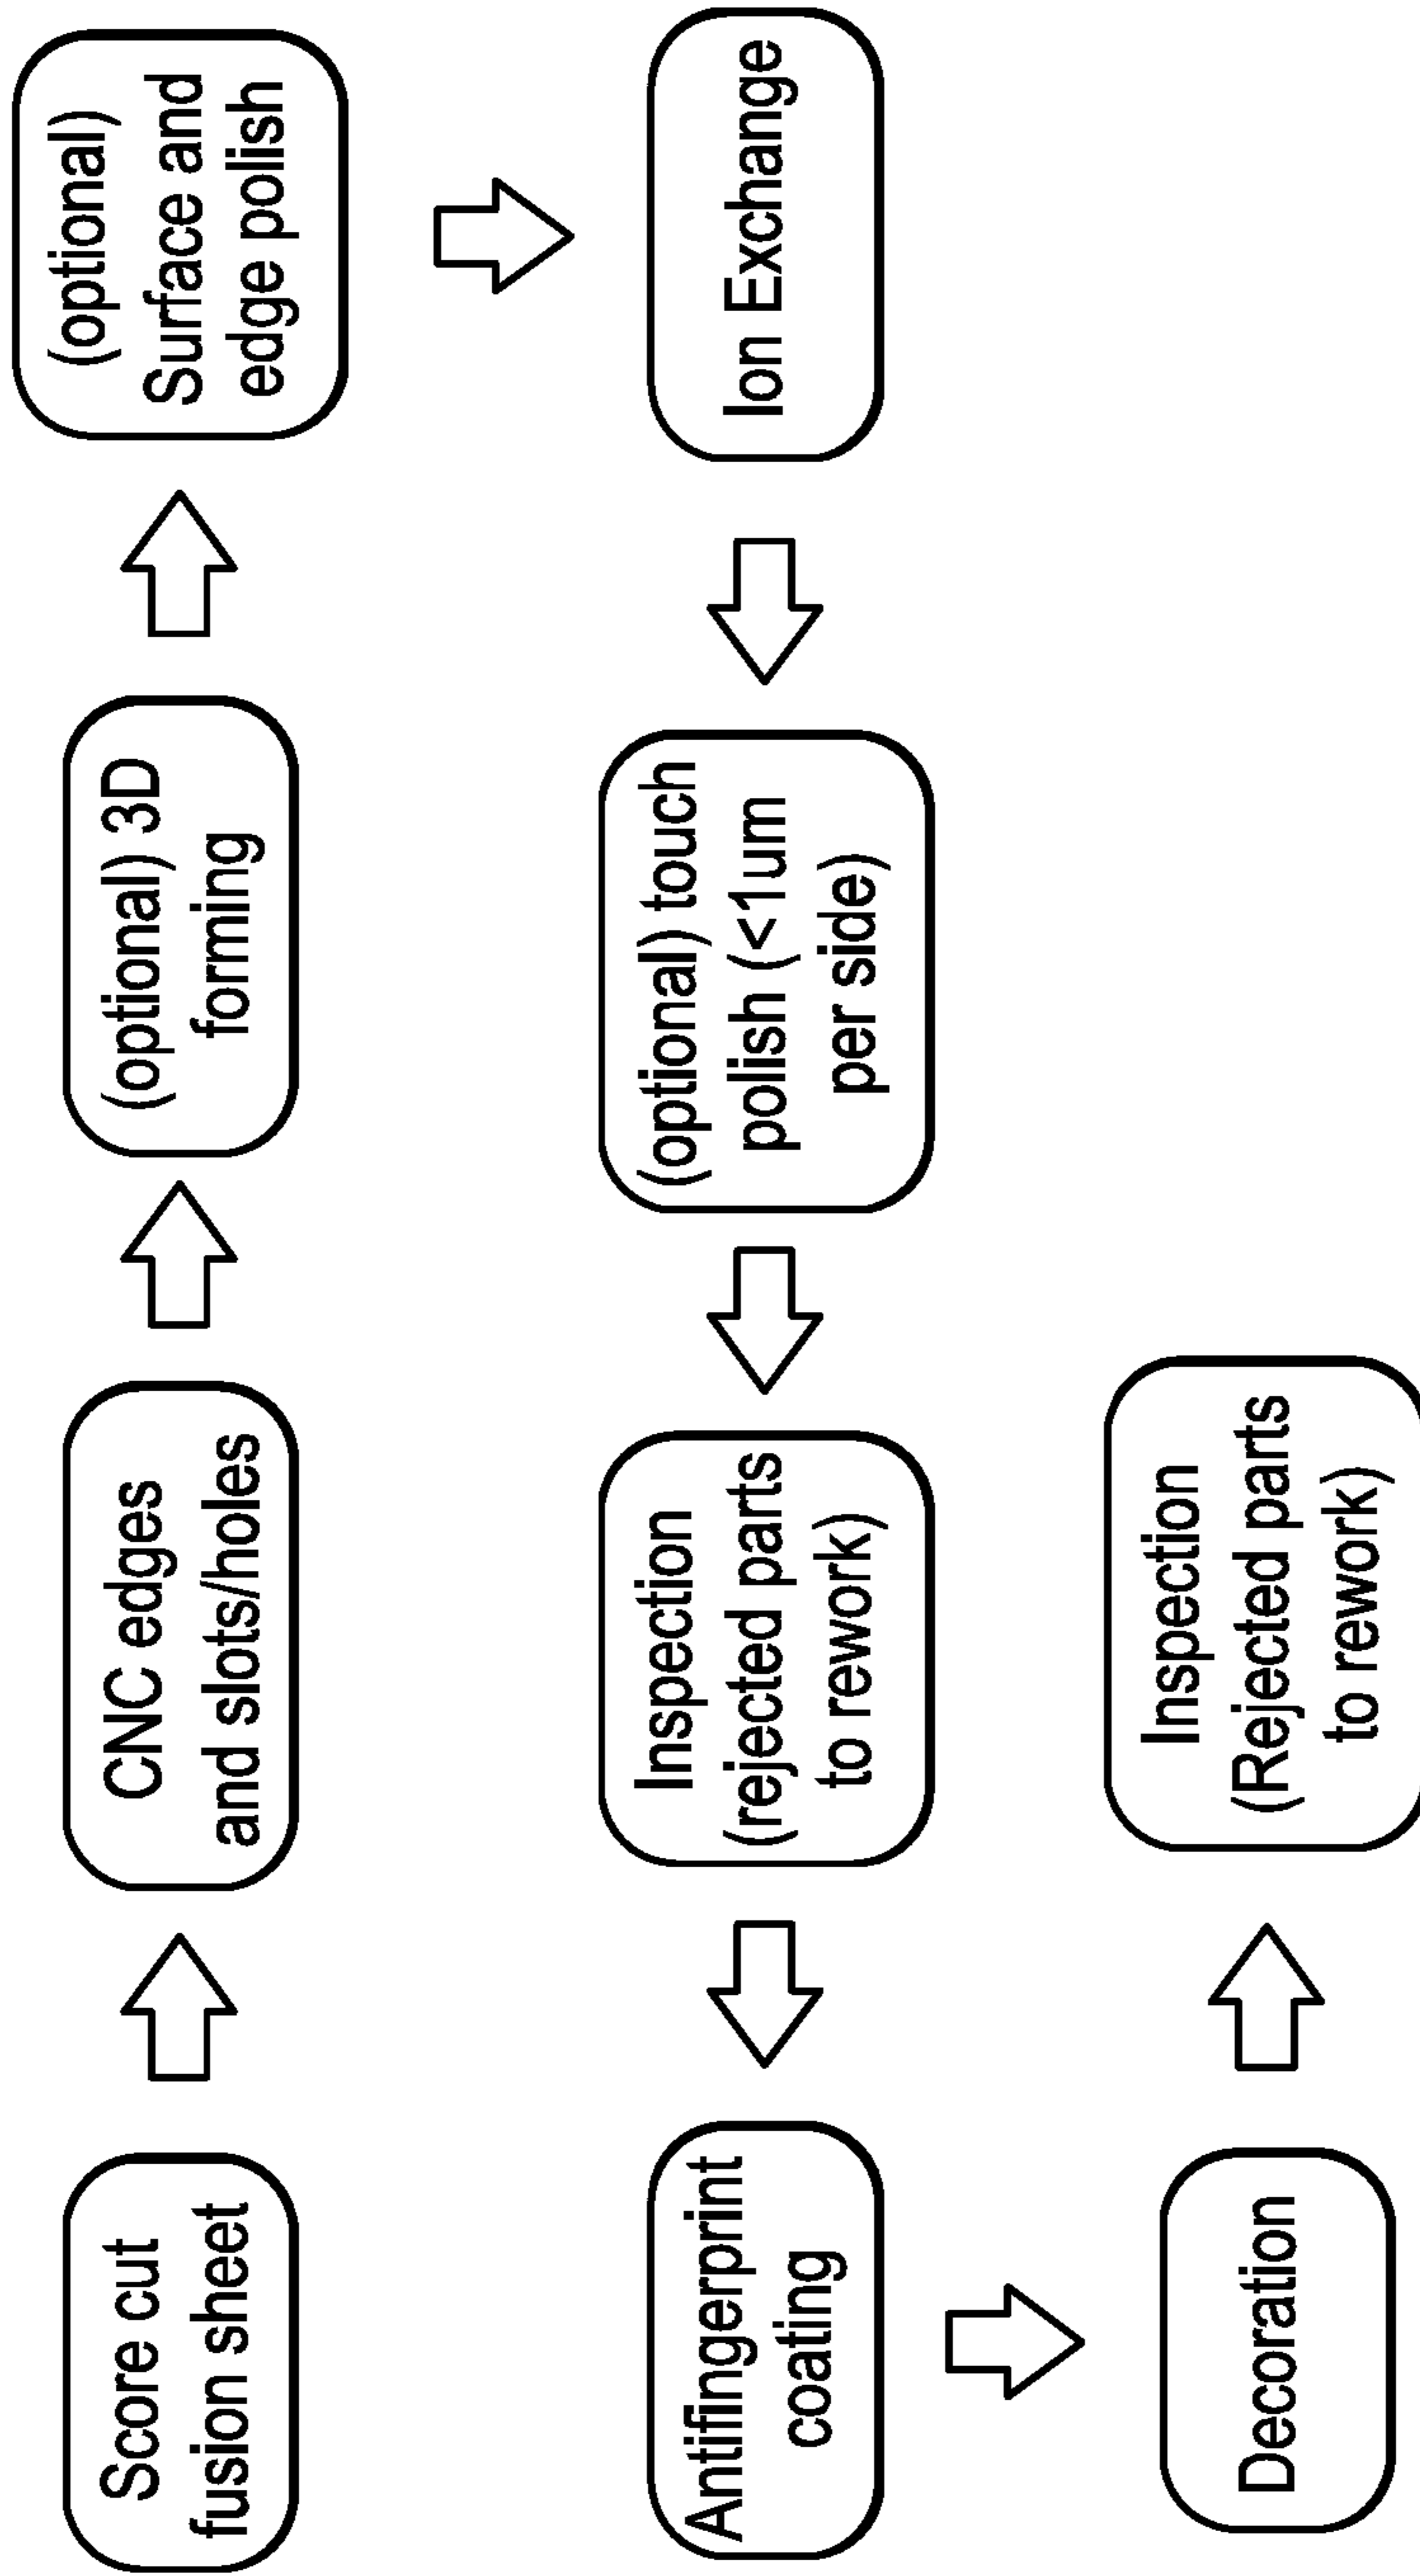 Score cut
fusion sheet
CNC edges
and slots/holes
(optional) 3D
forming
(optional)
Surface and
edge polish
Ion Exchange
(optional) touch
polish (<1um
per side)
Inspection
(rejected parts
to rework)
Antifingerprint
coating
Decoration
Inspection
(Rejected parts
to rework)